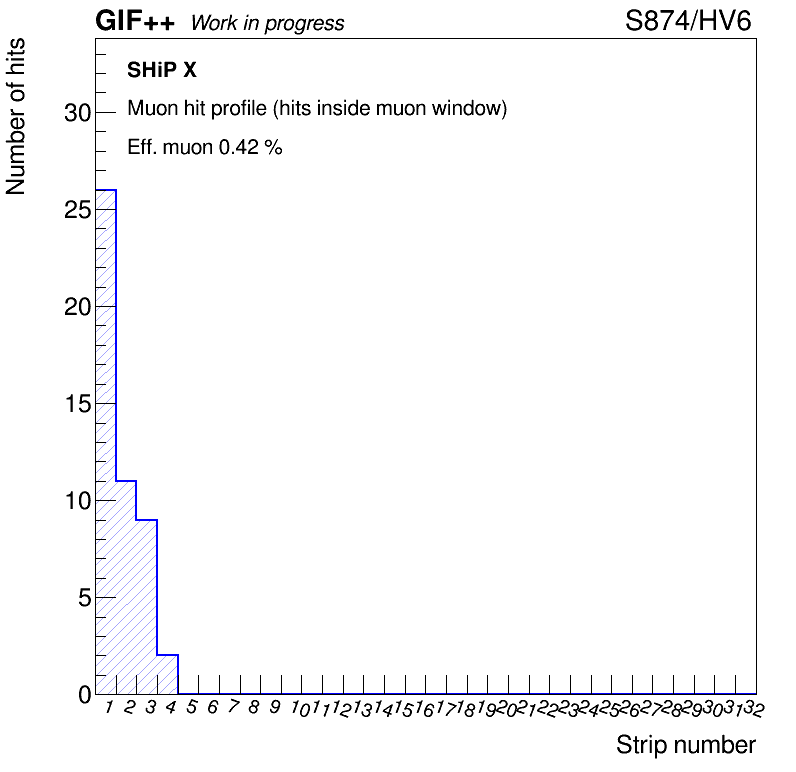 GIF++ Work in progress S874/HV6
Number of hits
SHiP X
Muon hit profile (hits inside muon window)
Eff. muon 0.42 %
30
25
20
15
10
5
0
1 2 3 4 5 6 7 8 9 10 11 12 13 14 15 16 17 18 19 20 21 22 23 24 25 26 27 28 29 30 31 32
Strip number